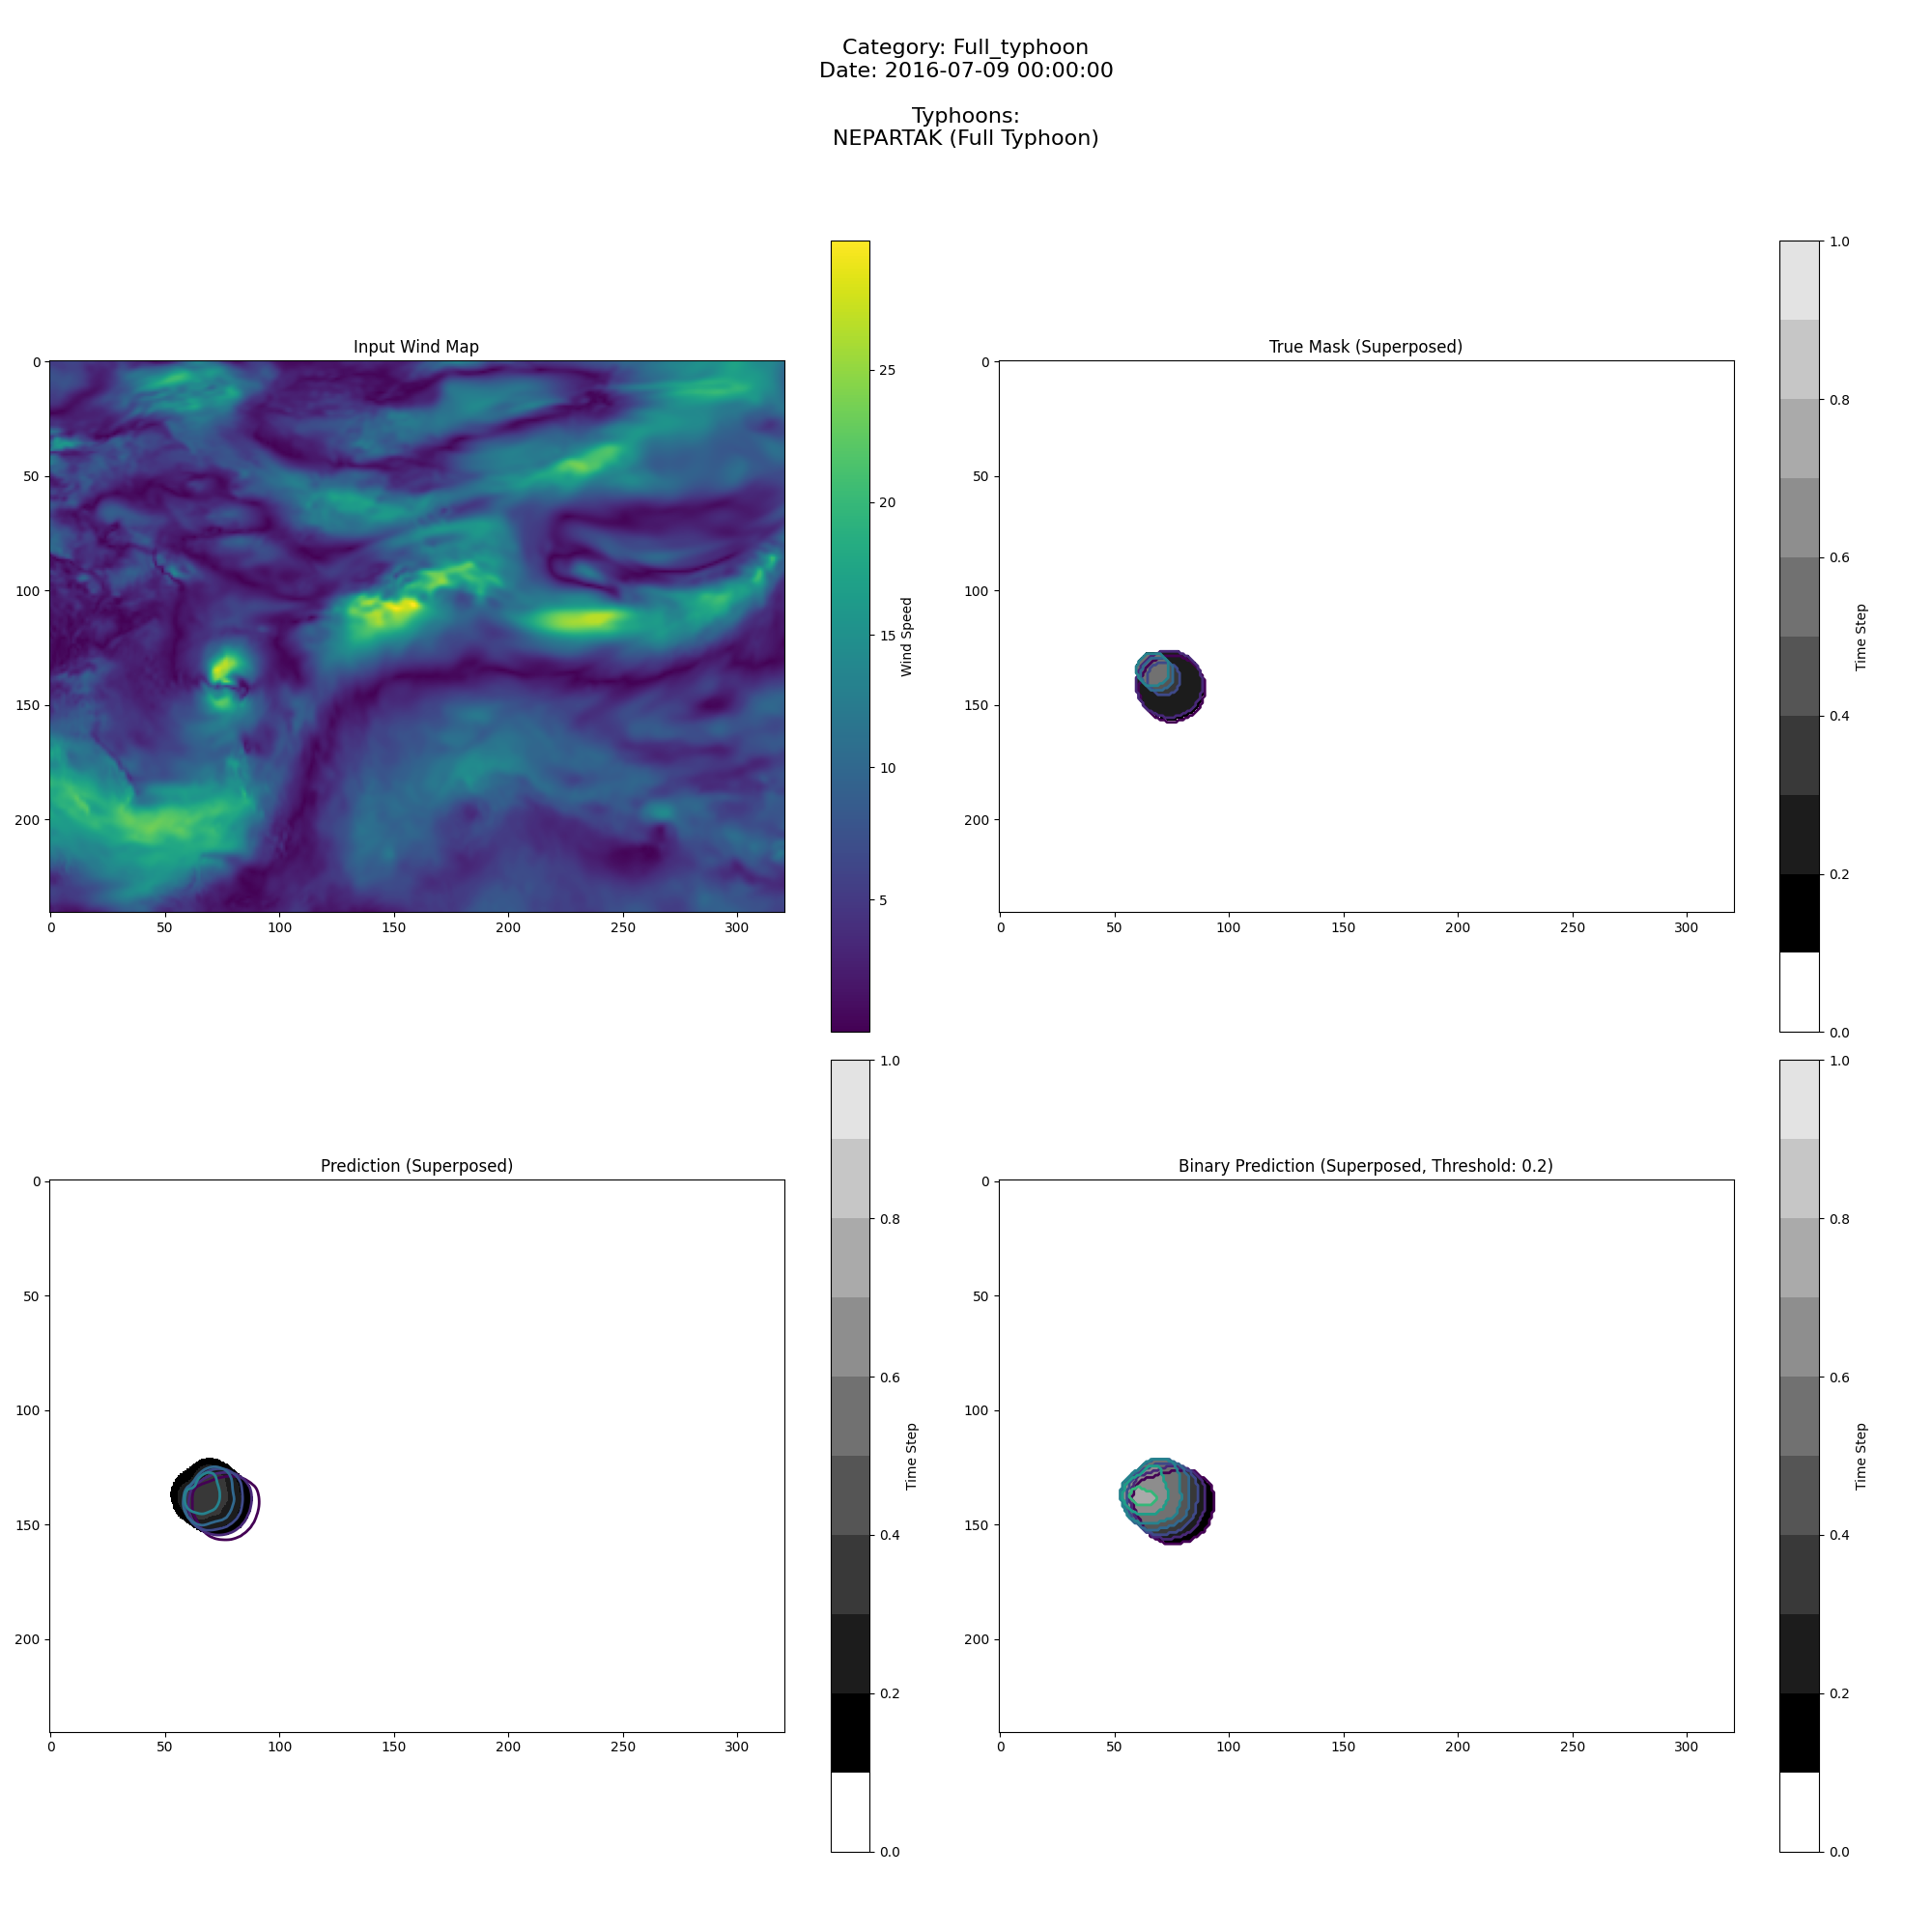 Category: Full_typhoon
Date: 2016-07-09 00:00:00
Typhoons:
NEPARTAK (Full Typhoon)
Input Wind Map
0
50
100
150
200
0 50 100 150 200 250 300
25
20
15
10
5
Wind Speed
True Mask (Superposed)
0
50
100
150
200
0 50 100 150 200 250 300
1.0
0.8
0.6
0.4
0.2
0.0
Time Step
Prediction (Superposed)
0
50
100
150
200
0 50 100 150 200 250 300
1.0
0.8
0.6
0.4
0.2
0.0
Time Step
Binary Prediction (Superposed, Threshold: 0.2)
0
50
100
150
200
0 50 100 150 200 250 300
1.0
0.8
0.6
0.4
0.2
0.0
Time Step